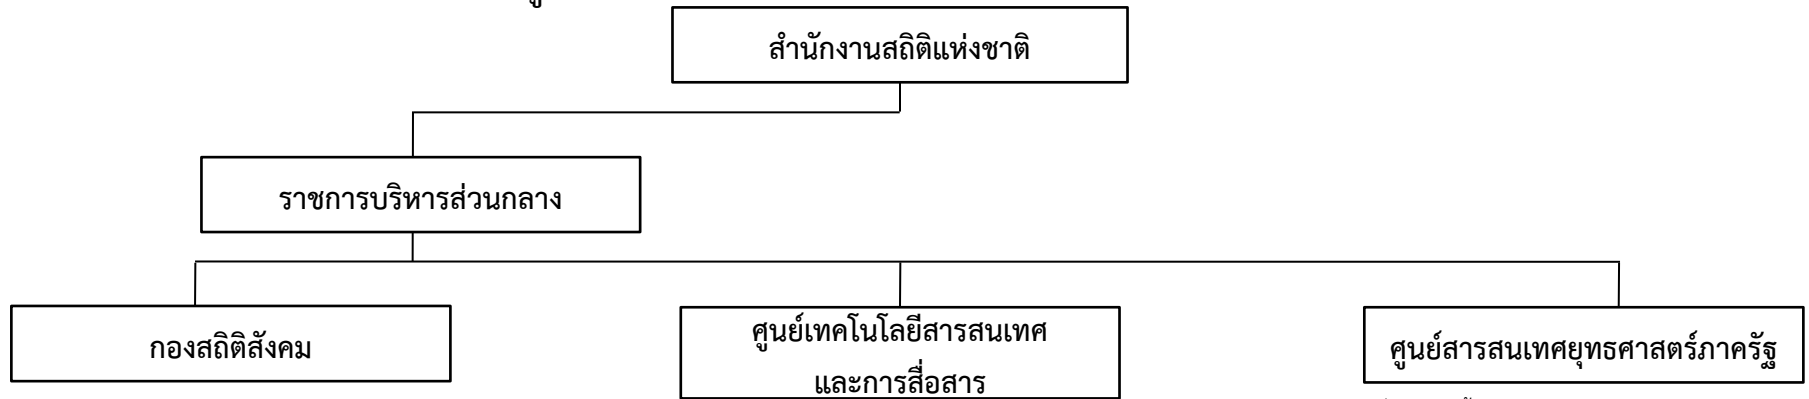 สำนักงานสถิติแห่งชาติ
ราชการบริหารส่วนกลาง
กองสถิติสังคม
ศูนย์เทคโนโลยีสารสนเทศ
และการสื่อสาร
ศูนย์สารสนเทศยุทธศาสตร์ภาครัฐ